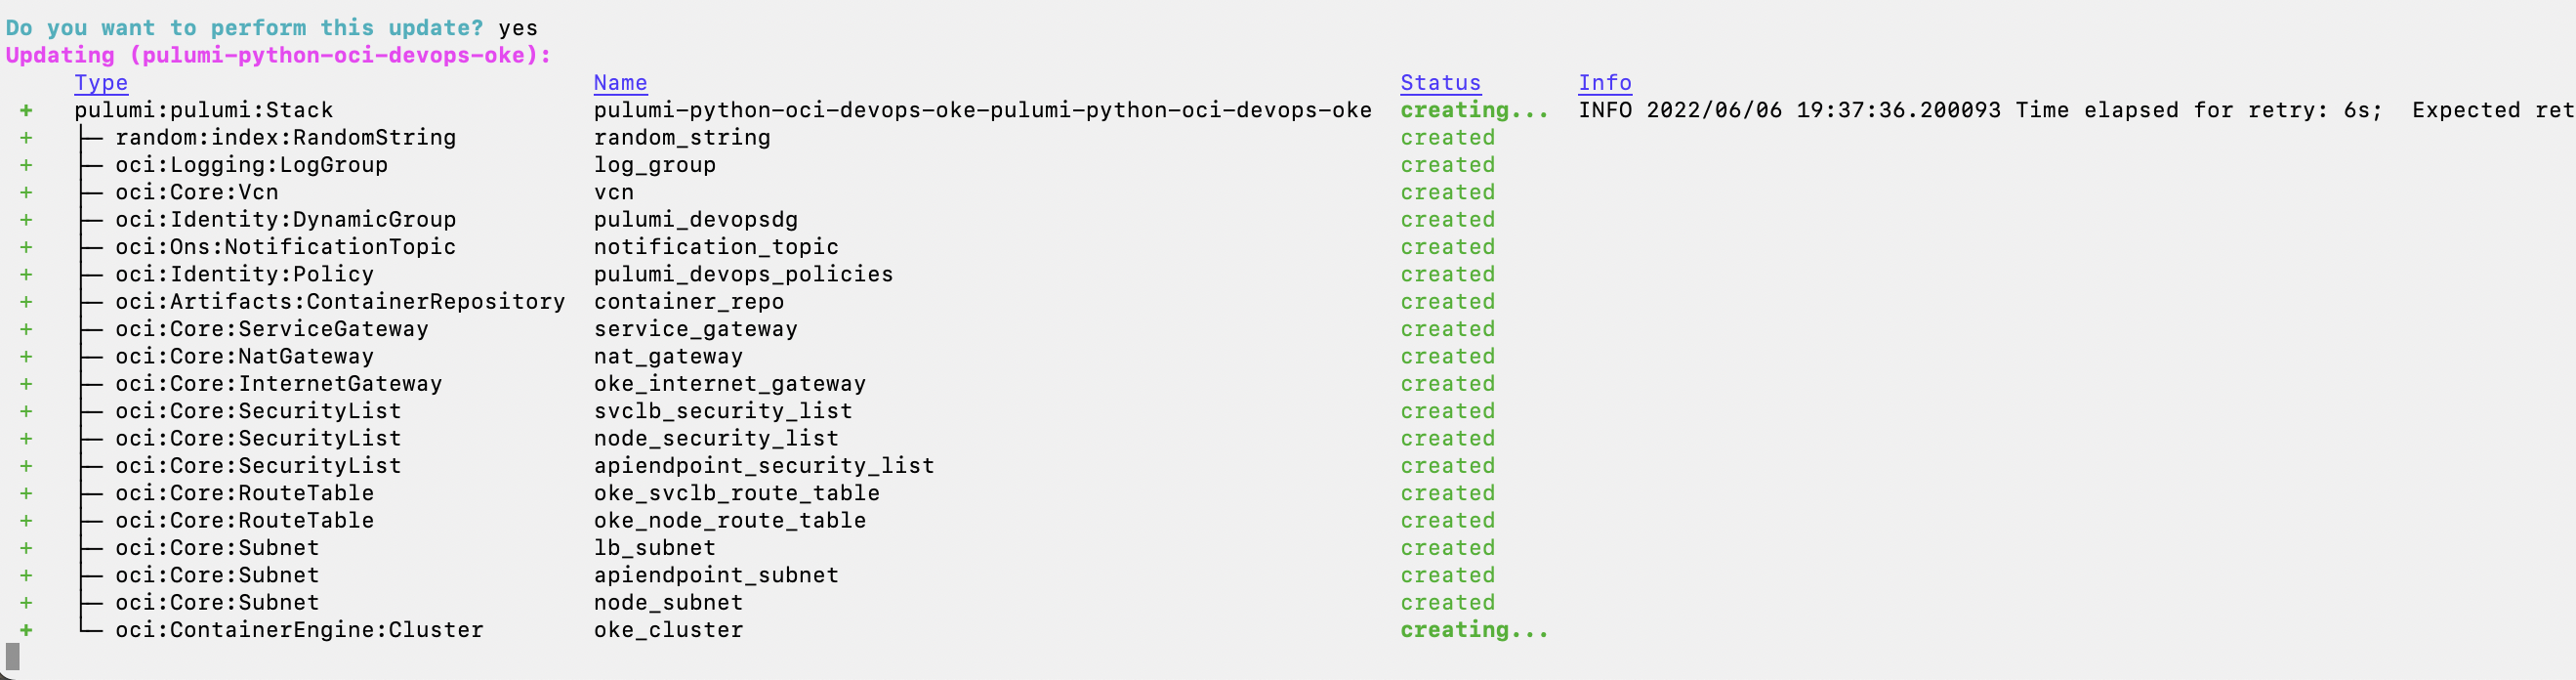 Do you want to perform this update? yes
Updating (pulumi-python-oci-devops-oke):
Type Name Status Info
+ pulumi:pulumi:Stack pulumi-python-oci-devops-oke-pulumi-python-oci-devops-oke creating... INFO 2022/06/06 19:37:36.200093 Time elapsed for retry: 6s; Expected ret
+ ├─ random:index:RandomString random_string created
+ ├─ oci:Logging:LogGroup log_group created
+ ├─ oci:Core:Vcn vcn created
+ ├─ oci:Identity:DynamicGroup pulumi_devopsdg created
+ ├─ oci:Ons:NotificationTopic notification_topic created
+ ├─ oci:Identity:Policy pulumi_devops_policies created
+ ├─ oci:Artifacts:ContainerRepository container_repo created
+ ├─ oci:Core:ServiceGateway service_gateway created
+ ├─ oci:Core:NatGateway nat_gateway created
+ ├─ oci:Core:InternetGateway oke_internet_gateway created
+ ├─ oci:Core:SecurityList svclb_security_list created
+ ├─ oci:Core:SecurityList node_security_list created
+ ├─ oci:Core:SecurityList apiendpoint_security_list created
+ ├─ oci:Core:RouteTable oke_svclb_route_table created
+ ├─ oci:Core:RouteTable oke_node_route_table created
+ ├─ oci:Core:Subnet lb_subnet created
+ ├─ oci:Core:Subnet apiendpoint_subnet created
+ ├─ oci:Core:Subnet node_subnet created
+ └─ oci:ContainerEngine:Cluster oke_cluster creating...